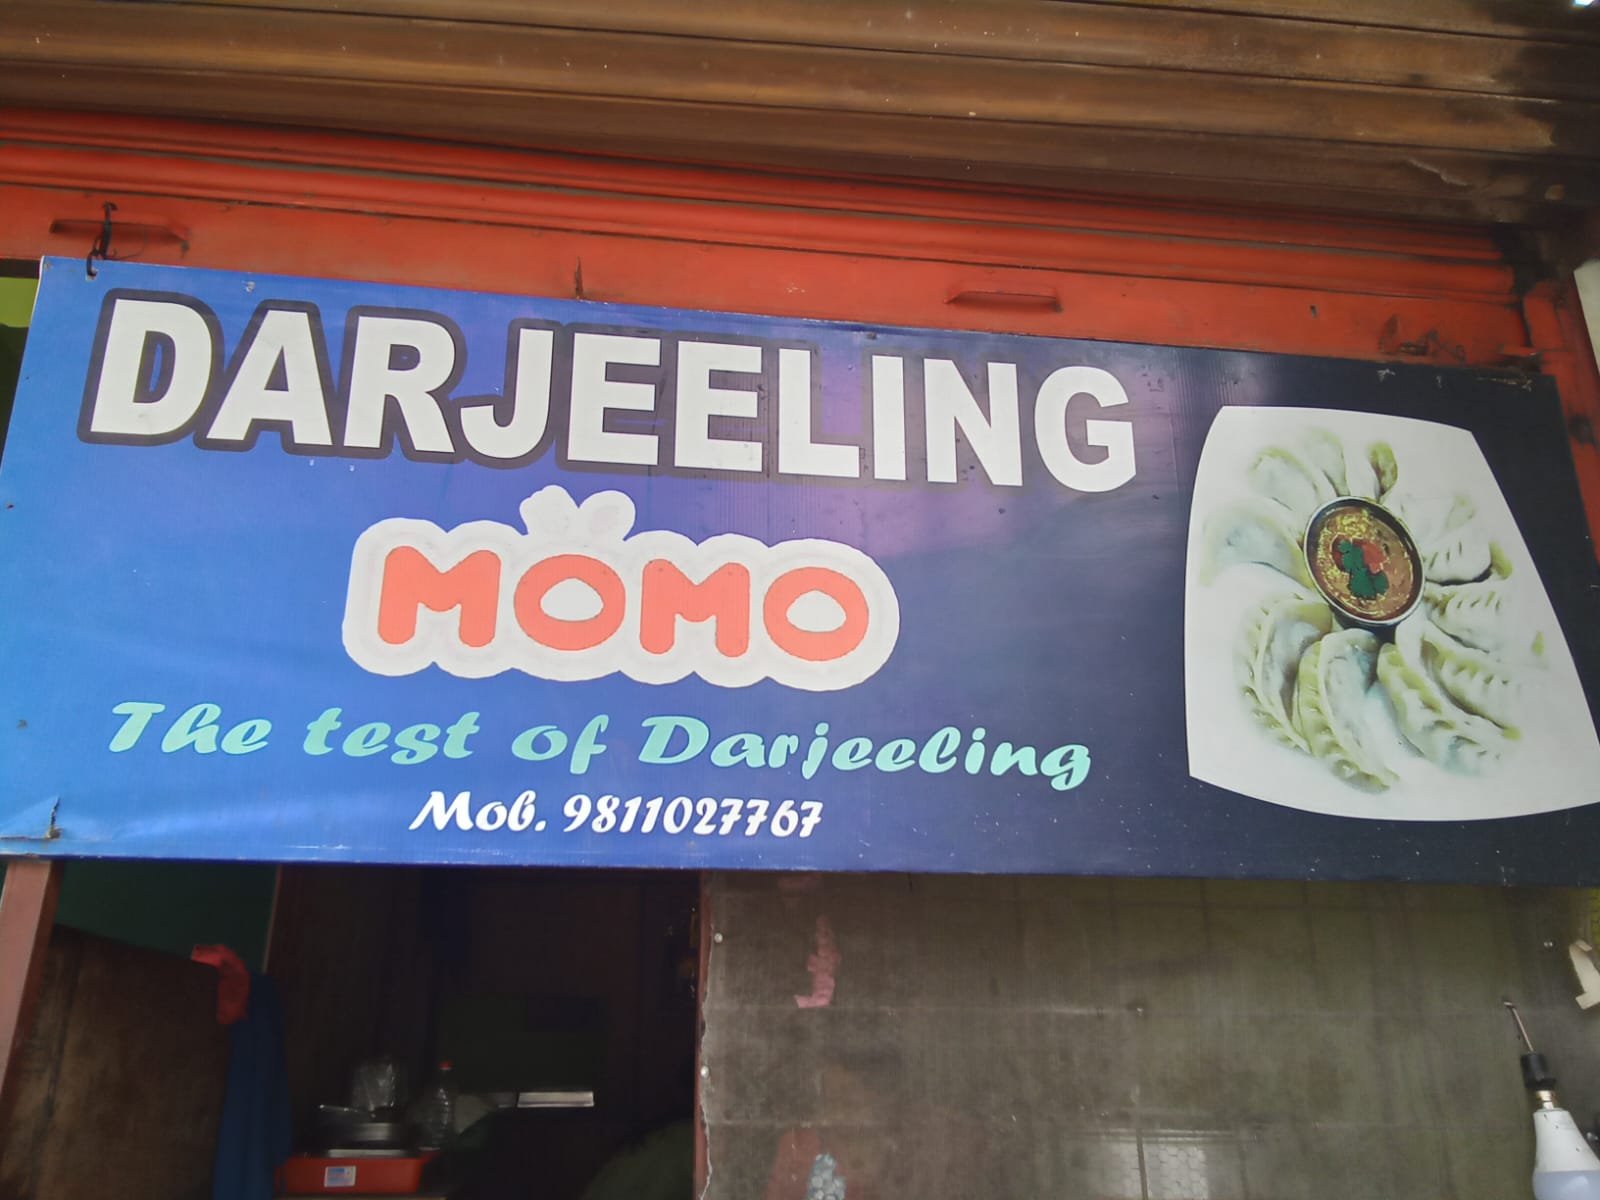 DARJEELING
MOMO
The test of Darjeeling
Mob. 9811027767